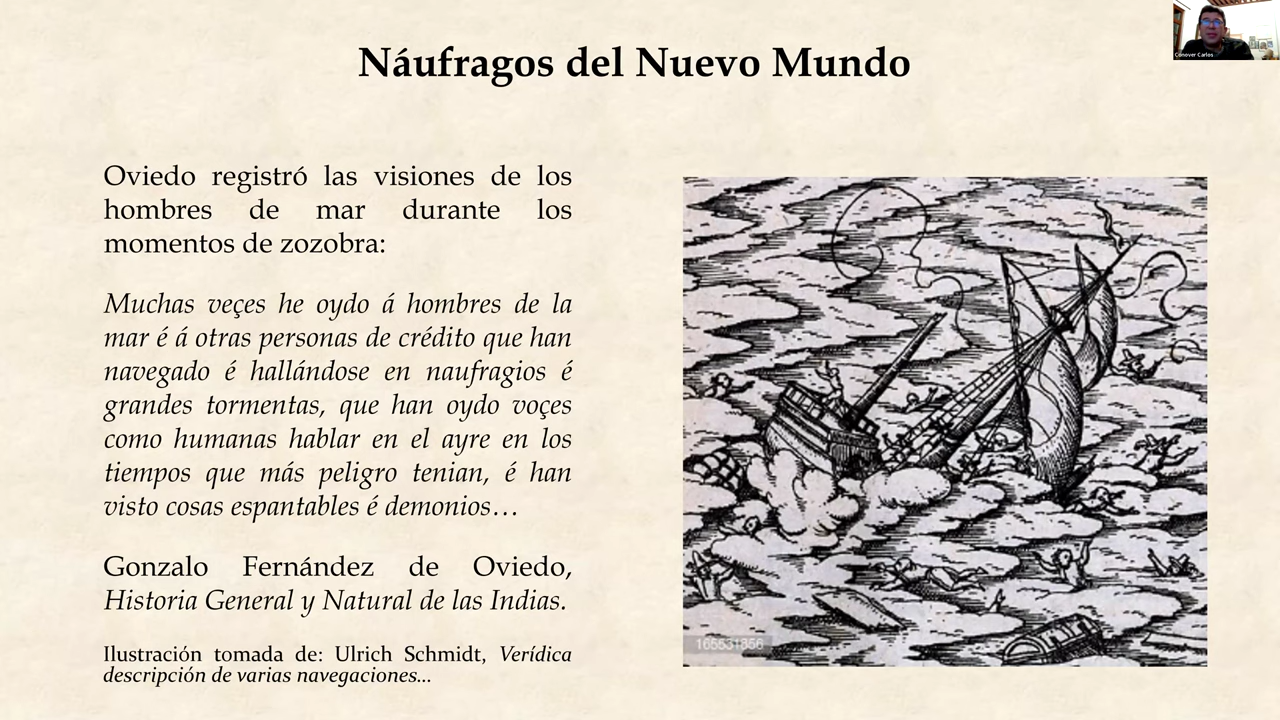 Náufragos del Nuevo Mundo
Conover Carlos
Oviedo registró las visiones de los
hombres de mar durante los
momentos de zozobra:
Muchas veçes he oydo á hombres de la
mar é á otras personas de crédito que han
navegado é hallándose en naufragios é
grandes tormentas, que han oydo voçes
como humanas hablar en el ayre en los
tiempos que más peligro tenian, é han
visto cosas espantables é demonios…
Gonzalo Fernández de Oviedo,
Historia General y Natural de las Indias.
Ilustración tomada de: Ulrich Schmidt, Verídica
descripción de varias navegaciones...
165531856